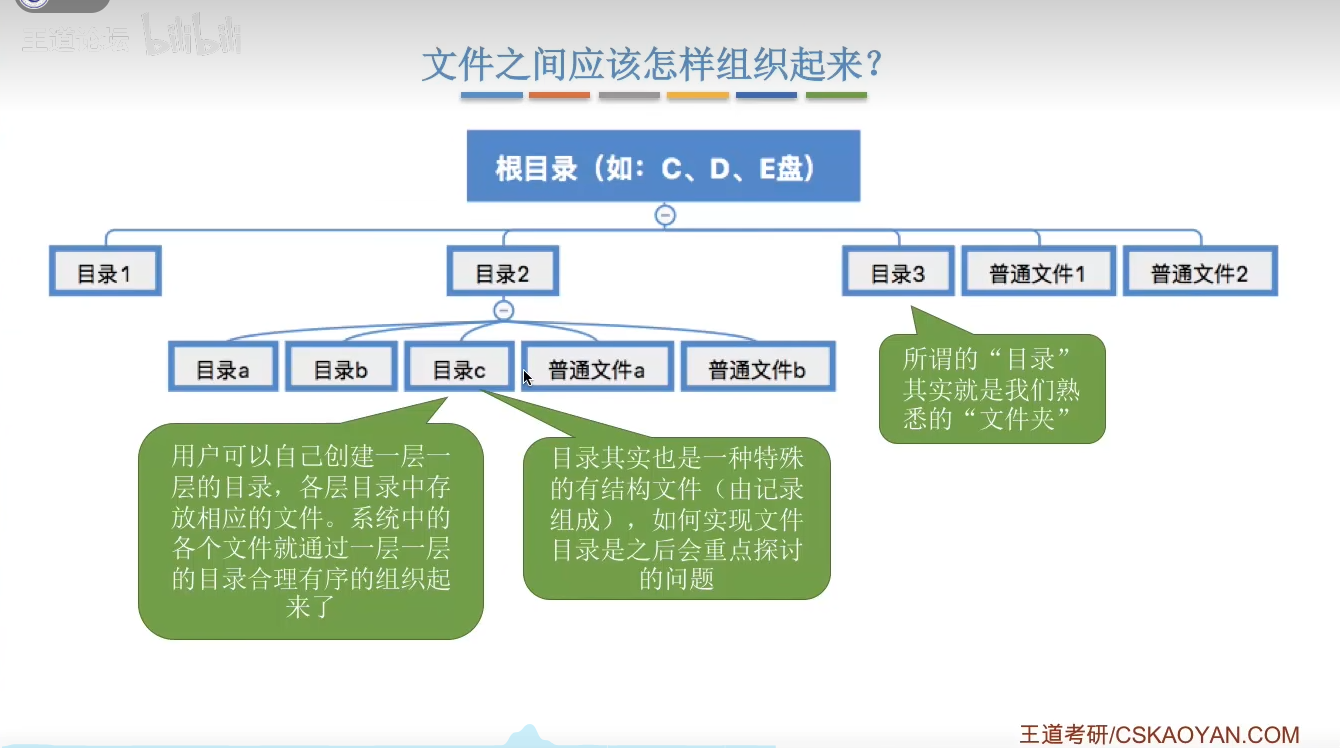 王道论坛 bilibili
文件之间应该怎样组织起来？
根目录（如：C、D、E盘）
目录1
目录2
目录3
普通文件1
普通文件2
目录a
目录b
目录c
普通文件a
普通文件b
所谓的“目录”
其实就是我们熟
悉的“文件夹”
用户可以自己创建一层一
层的目录，各层目录中存
放相应的文件。系统中的
各个文件就通过一层一层
的目录合理有序的组织起
来了
目录其实也是一种特殊
的有结构文件（由记录
组成），如何实现文件
目录是之后会重点探讨
的问题
王道考研/CSKAOYAN.COM